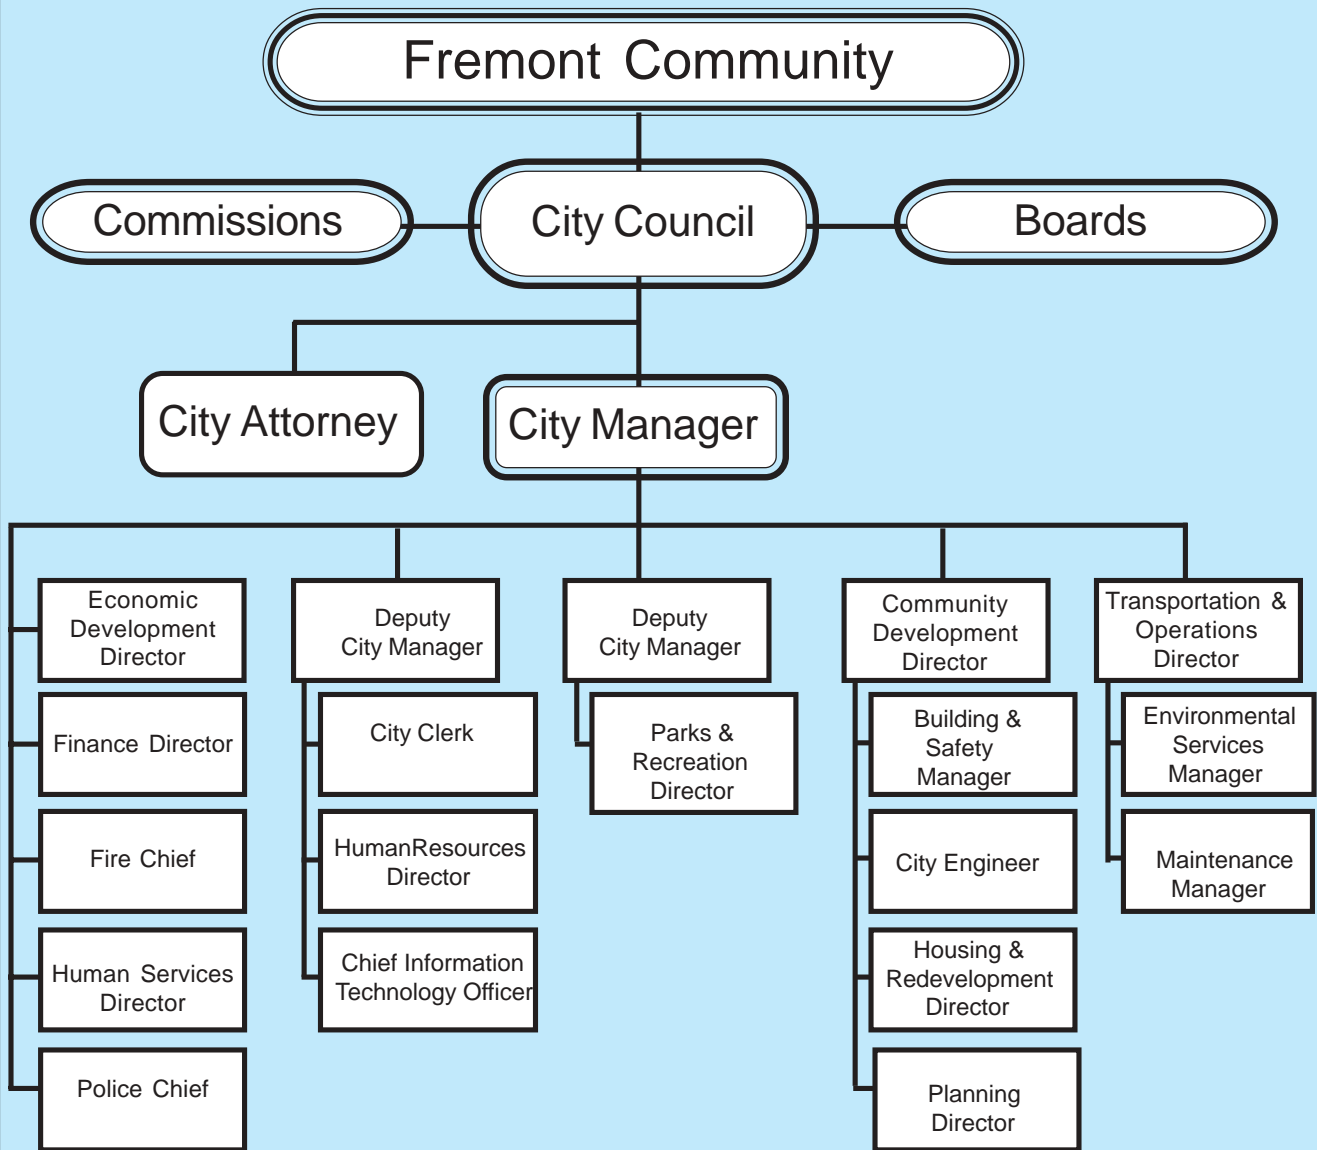 Fremont Community
Commissions
City Council
Boards
City Attorney
City Manager
Economic
Development
Director
Finance Director
Fire Chief
Human Services
Director
Police Chief
Deputy
City Manager
City Clerk
HumanResources
Director
Chief Information
Technology Officer
Deputy
City Manager
Parks &
Recreation
Director
Community
Development
Director
Building &
Safety
Manager
City Engineer
Housing &
Redevelopment
Director
Planning
Director
Transportation &
Operations
Director
Environmental
Services
Manager
Maintenance
Manager